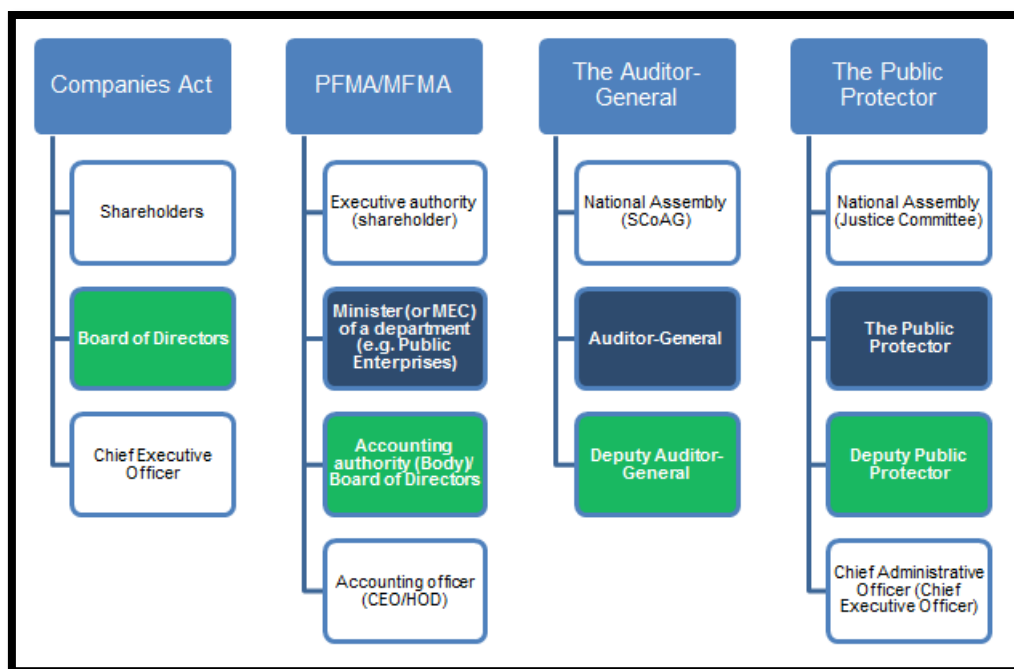 Companies Act
Shareholders
Board of Directors
Chief Executive
Officer
PFMA/MFMA
Executive authority
(shareholder)
Minister (or MEC)
of a department
(e.g. Public
Enterprises)
Accounting
authority (Body)/
Board of Directors
Accounting officer
(CEO/HOD)
The Auditor-
General
National Assembly
(SCoAG)
Auditor-General
Deputy Auditor-
General
The Public
Protector
National Assembly
(Justice Committee)
The Public
Protector
Deputy Public
Protector
Chief Administrative
Officer (Chief
Executive Officer)